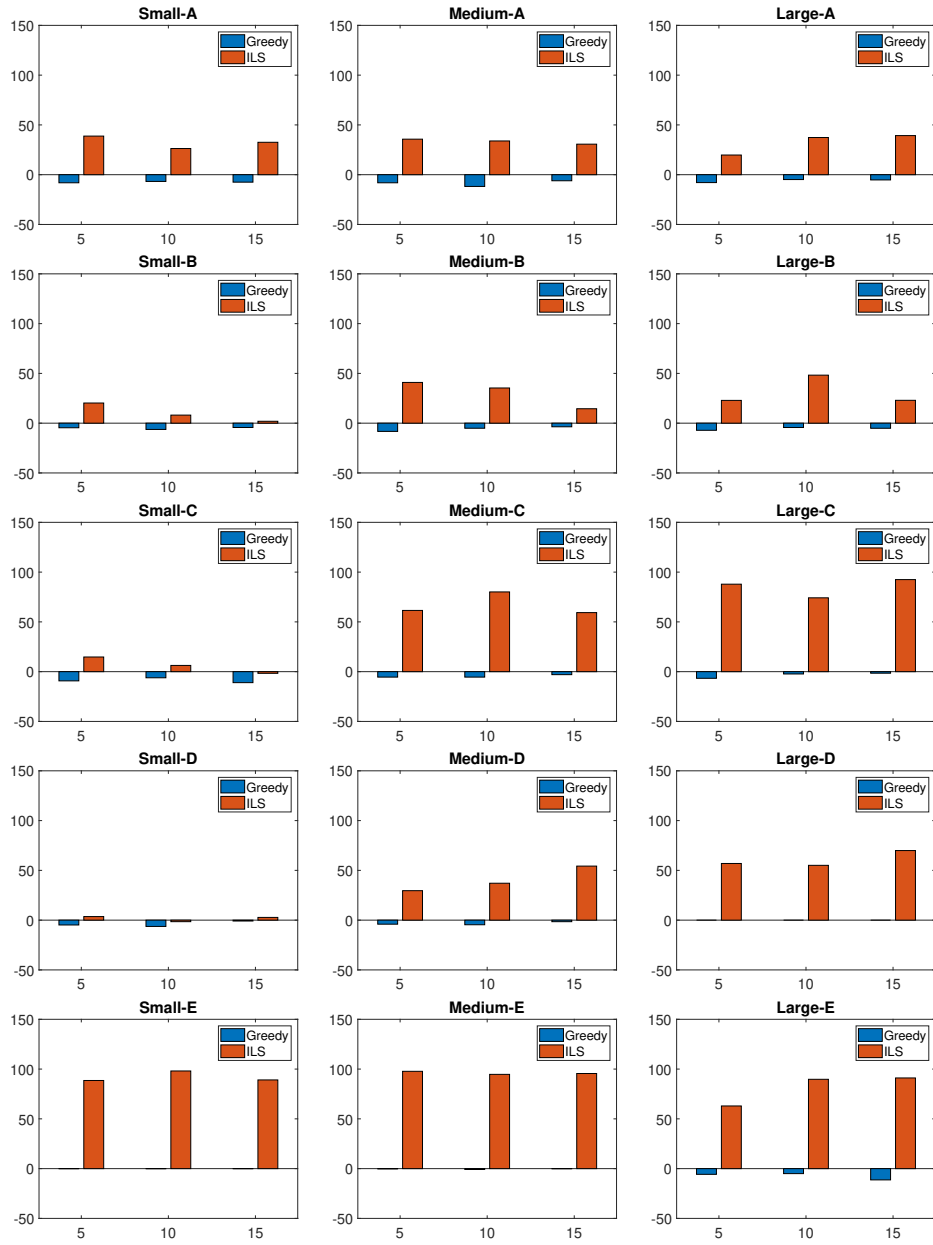 Small-A
Medium-A
Large-A
150
100
50
0
-50
5
10
15
Greedy
ILS
150
100
50
0
-50
5
10
15
Greedy
ILS
150
100
50
0
-50
5
10
15
Greedy
ILS
Small-B
Medium-B
Large-B
150
100
50
0
-50
5
10
15
Greedy
ILS
150
100
50
0
-50
5
10
15
Greedy
ILS
150
100
50
0
-50
5
10
15
Greedy
ILS
Small-C
Medium-C
Large-C
150
100
50
0
-50
5
10
15
Greedy
ILS
150
100
50
0
-50
5
10
15
Greedy
ILS
150
100
50
0
-50
5
10
15
Greedy
ILS
Small-D
Medium-D
Large-D
150
100
50
0
-50
5
10
15
Greedy
ILS
150
100
50
0
-50
5
10
15
Greedy
ILS
150
100
50
0
-50
5
10
15
Greedy
ILS
Small-E
Medium-E
Large-E
150
100
50
0
-50
5
10
15
Greedy
ILS
150
100
50
0
-50
5
10
15
Greedy
ILS
150
100
50
0
-50
5
10
15
Greedy
ILS